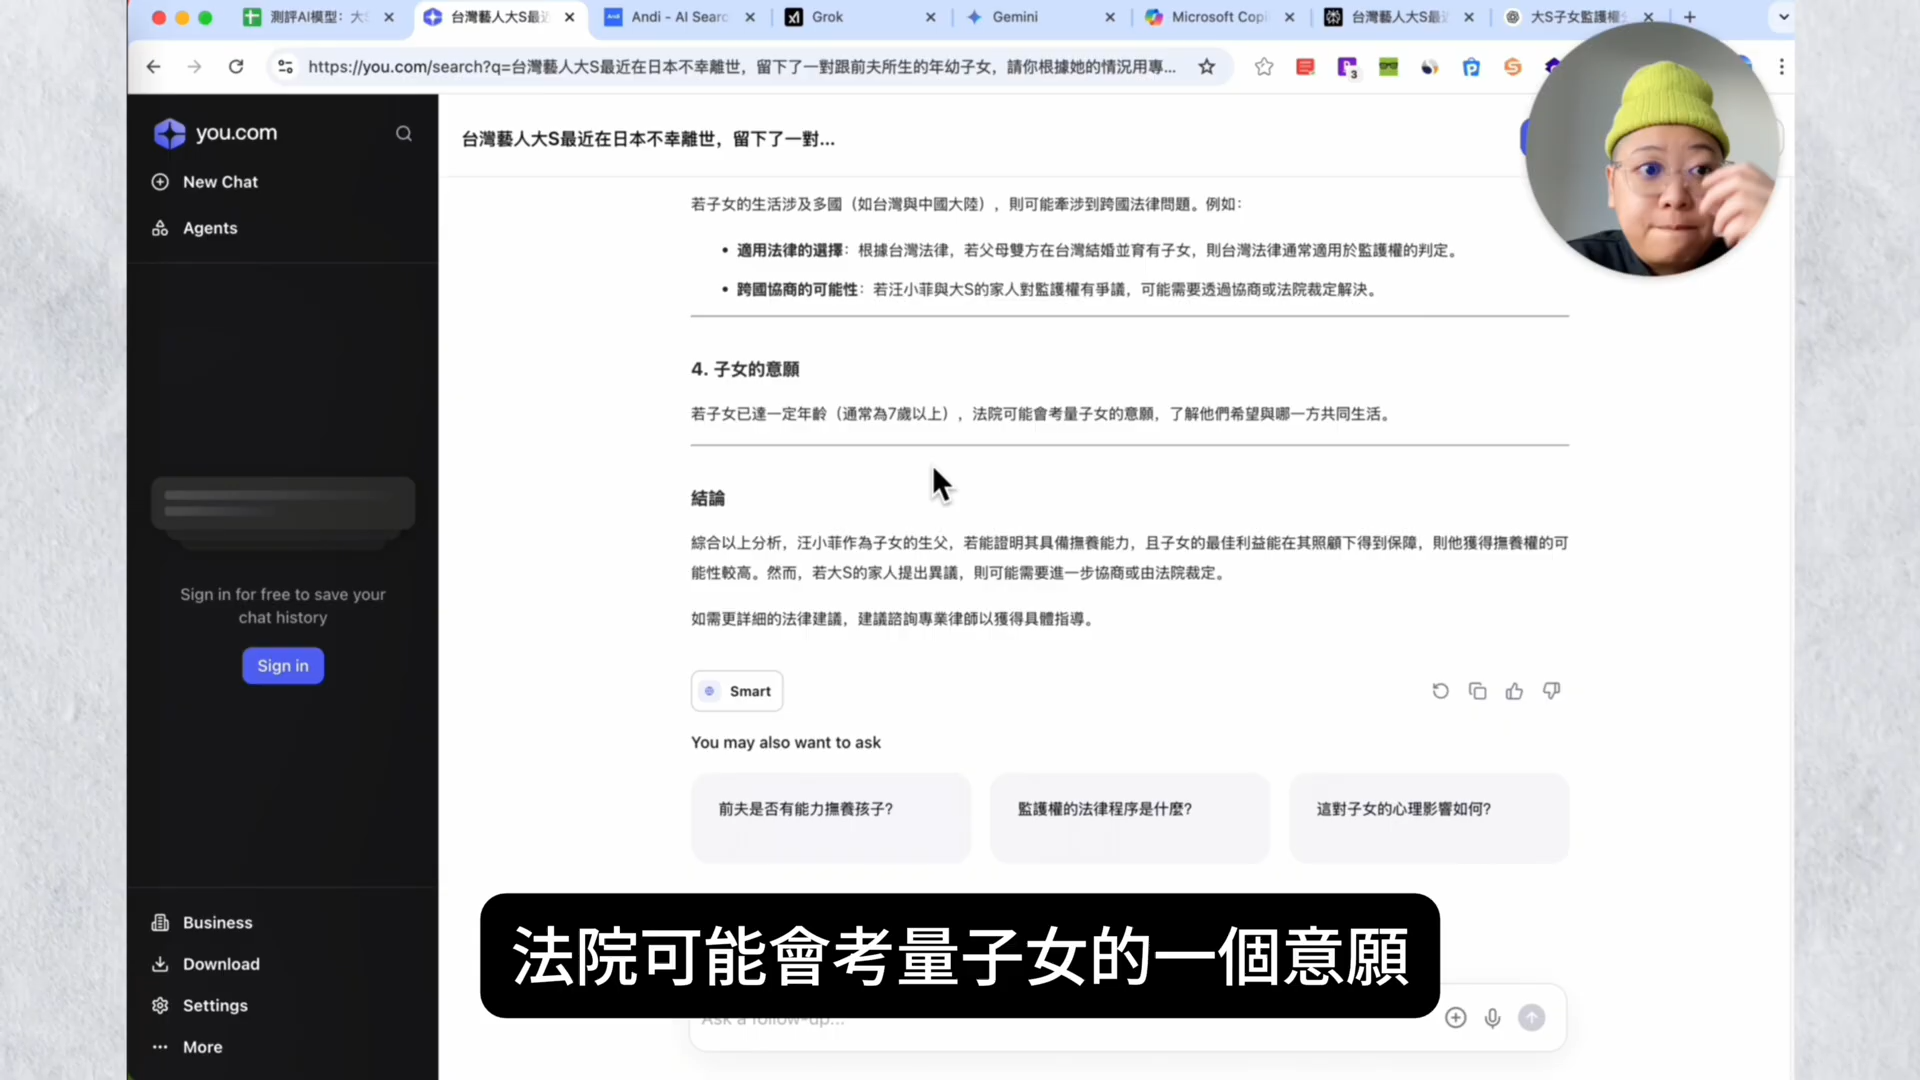 測評AI模型：大S
台灣藝人大S最近
Andi - AI Searc
Grok
Gemini
Microsoft Copi
台灣藝人大S最近
大S子女監護權分
https://you.com/search?q=台灣藝人大S最近在日本不幸離世，留下了一對跟前夫所生的年幼子女，請你根據她的情況用專...
3
you.com
New Chat
Agents
Sign in for free to save your
chat history
Sign in
Business
Download
Settings
More
台灣藝人大S最近在日本不幸離世，留下了一對...
若子女的生活涉及多國（如台灣與中國大陸），則可能牽涉到跨國法律問題。例如：
• 適用法律的選擇：根據台灣法律，若父母雙方在台灣結婚並育有子女，則台灣法律通常適用於監護權的判定。
• 跨國協商的可能性：若汪小菲與大S的家人對監護權有爭議，可能需要透過協商或法院裁定解決。
4. 子女的意願
若子女已達一定年齡（通常為7歲以上），法院可能會考量子女的意願，了解他們希望與哪一方共同生活。
結論
綜合以上分析，汪小菲作為子女的生父，若能證明其具備撫養能力，且子女的最佳利益能在其照顧下得到保障，則他獲得撫養權的可
能性較高。然而，若大S的家人提出異議，則可能需要進一步協商或由法院裁定。
如需更詳細的法律建議，建議諮詢專業律師以獲得具體指導。
Smart
You may also want to ask
前夫是否有能力撫養孩子?
監護權的法律程序是什麼?
這對子女的心理影響如何?
法院可能會考量子女的一個意願
Ask a follow-up...